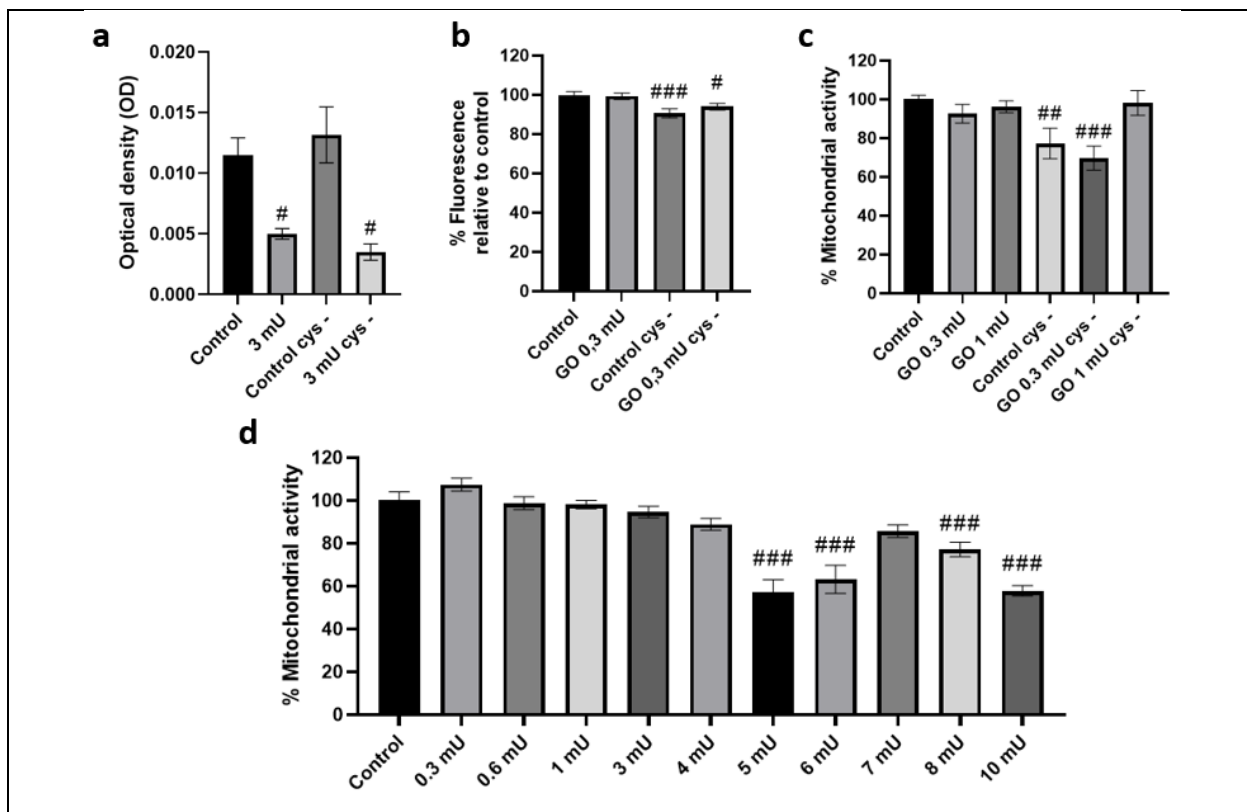 a
Optical density (OD)
0.020
0.015
0.010
0.005
0.000
#
#
Control
3 mU
Control cys -
3 mU cys -
b
% Fluorescence
relative to control
120
100
80
60
40
20
0
###
#
Control
GO 0,3 mU
Control cys -
GO 0,3 mU cys -
c
% Mitochondrial activity
120
100
80
60
40
20
0
##
###
Control
GO 0.3 mU
GO 1 mU
Control cys -
GO 0.3 mU cys -
GO 1 mU cys -
d
% Mitochondrial activity
120
100
80
60
40
20
0
###
###
###
###
Control
0.3 mU
0.6 mU
1 mU
3 mU
4 mU
5 mU
6 mU
7 mU
8 mU
10 mU